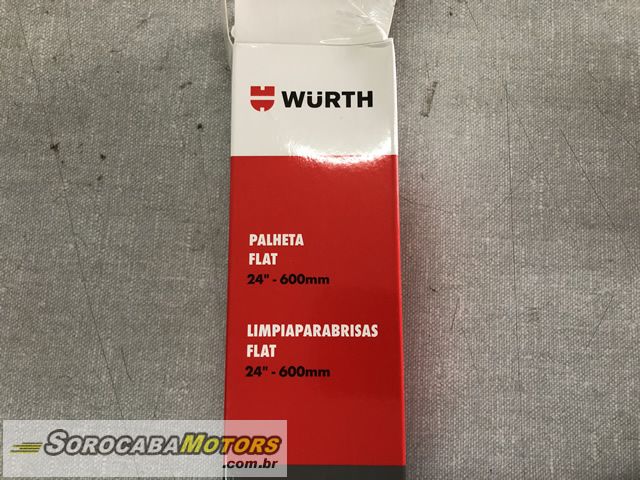 WÜRTH
PALHETA
FLAT
24" - 600mm
LIMPIAPARABRISAS
FLAT
24" - 600mm
SOROCABAMOTORS
.com.br